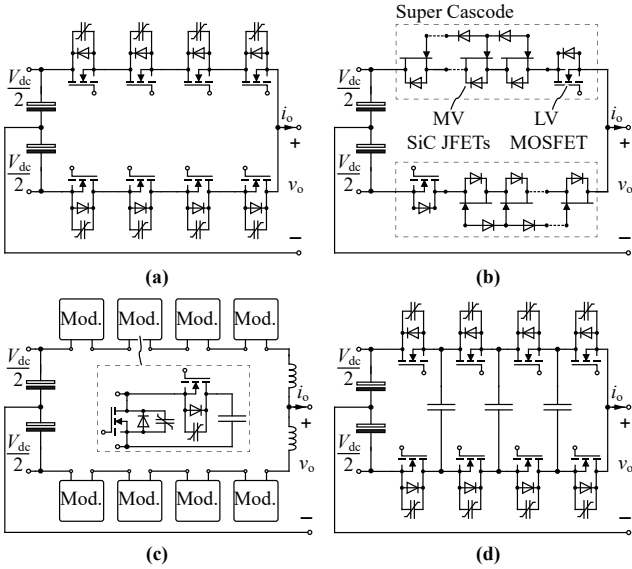 Super Cascode
V_dc
2
V_dc
2
i_o
+
v_o
−
(a)
V_dc
2
V_dc
2
MV
SiC JFETs
LV
MOSFET
i_o
+
v_o
−
(b)
Mod. Mod. Mod. Mod.
V_dc
2
V_dc
2
i_o
+
v_o
−
Mod. Mod. Mod. Mod.
(c)
V_dc
2
V_dc
2
i_o
+
v_o
−
(d)